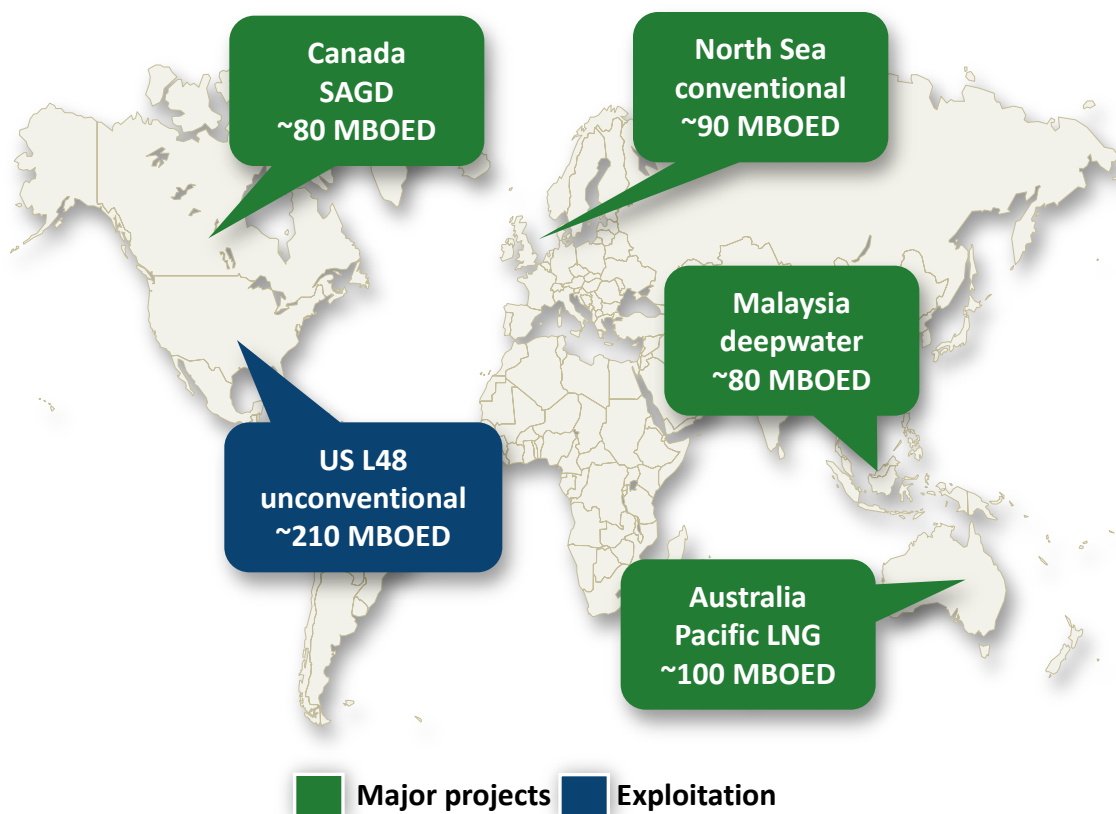 Canada
SAGD
~80 MBOED
North Sea
conventional
~90 MBOED
Malaysia
deepwater
~80 MBOED
US L48
unconventional
~210 MBOED
Australia
Pacific LNG
~100 MBOED
Major projects
Exploitation